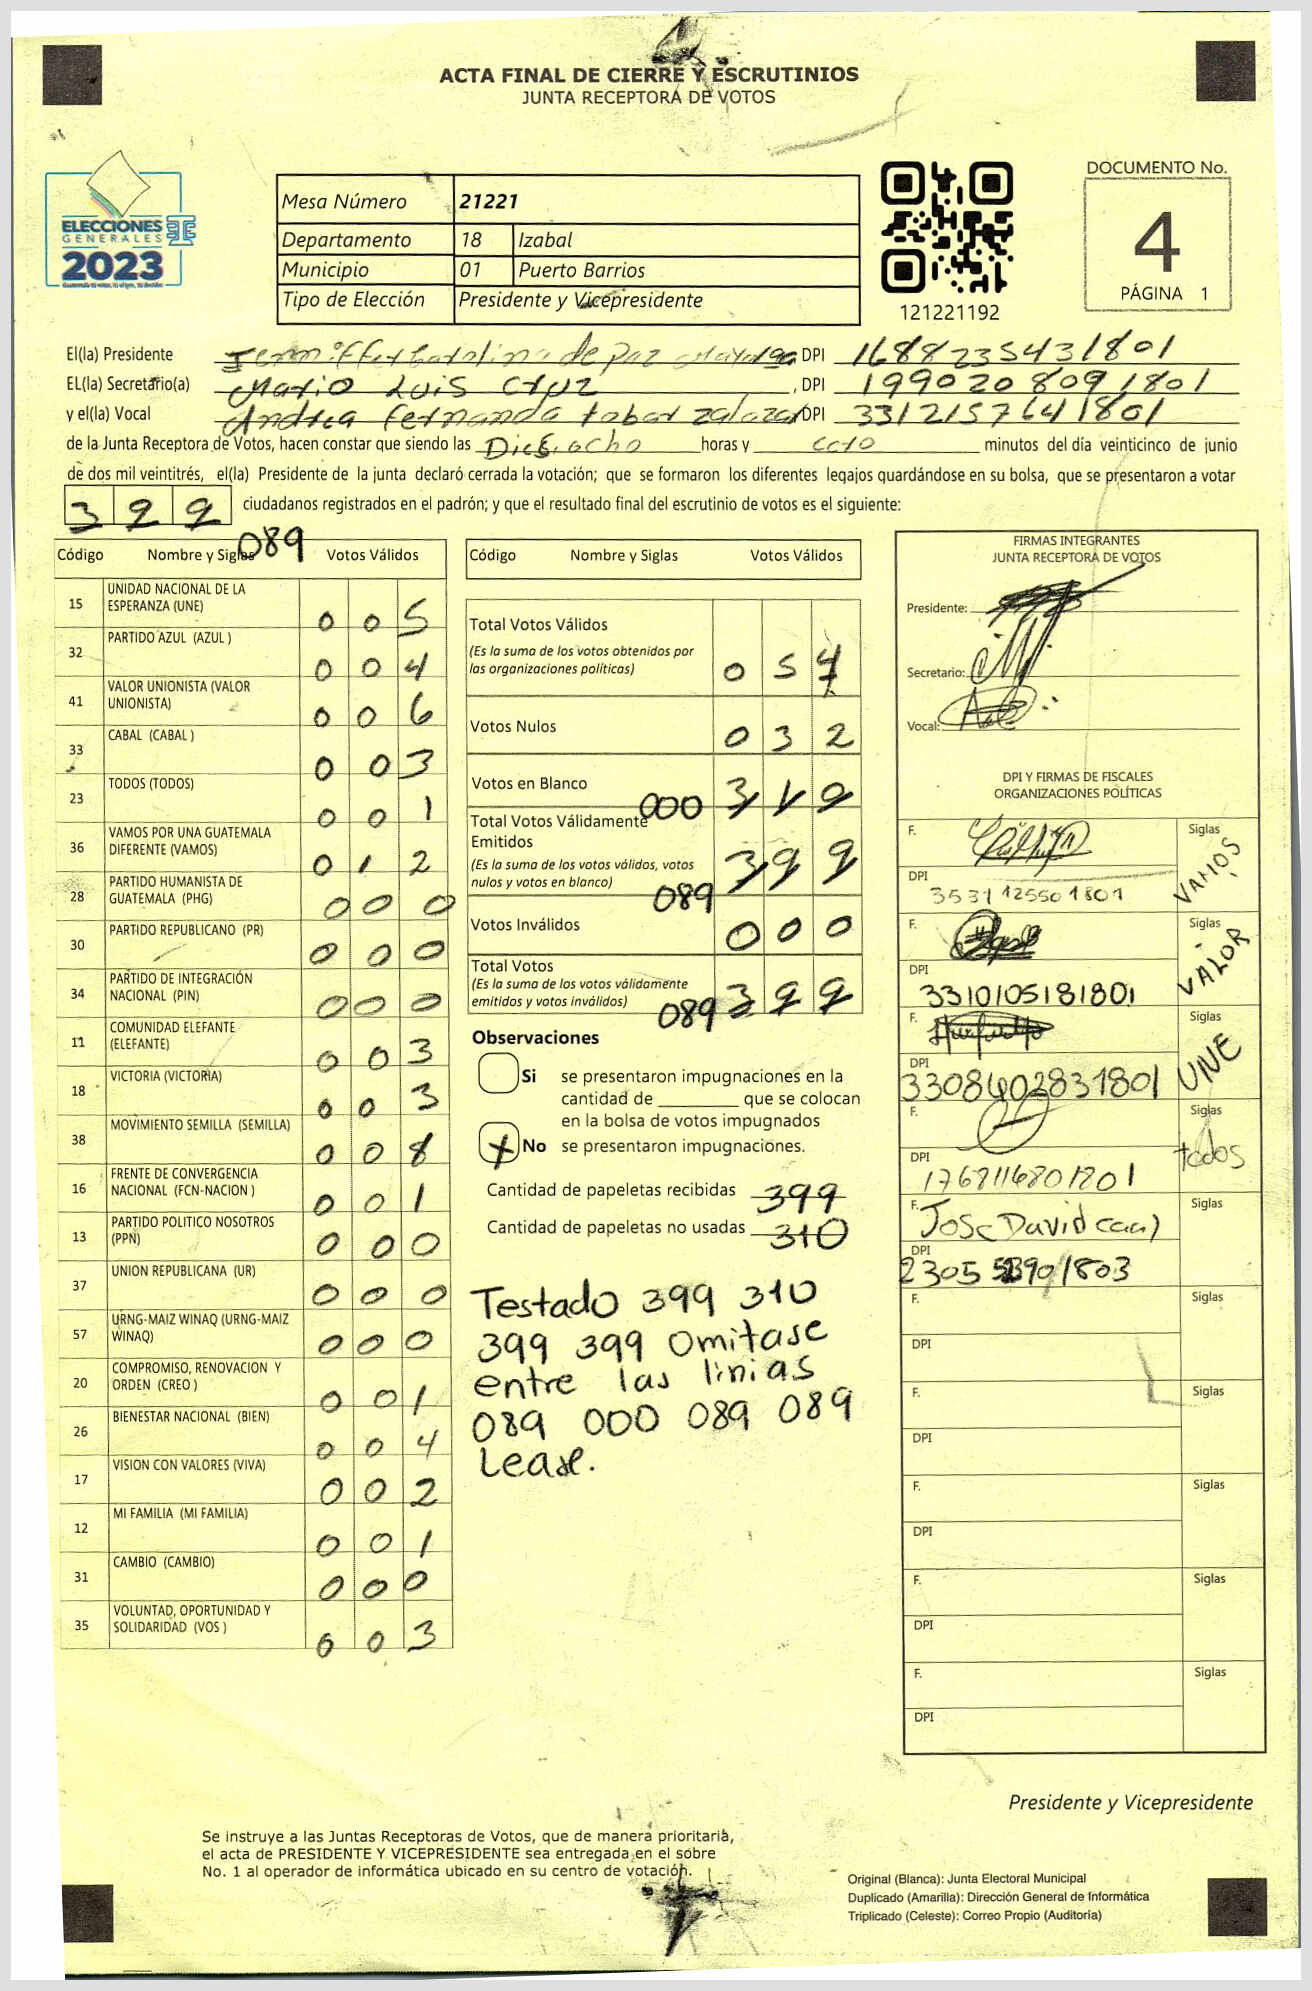 ACTA FINAL DE CIERRE Y ESCRUTINIOS
JUNTA RECEPTORA DE VOTOS
ELECCIONES
GENERALES
2023
Mesa Número 21221
Departamento 18 Izabal
Municipio 01 Puerto Barrios
Tipo de Elección Presidente y Vicepresidente
121221192
DOCUMENTO No.
4
PÁGINA 1
El(la) Presidente Jenniffer Carolina de Paz DPI 1688235431801
EL(la) Secretario(a) Mario Luis Cruz , DPI 1990208091801
y el(la) Vocal Andrea Fernanda tobar zalazar DPI 3312157641801
de la Junta Receptora de Votos, hacen constar que siendo las Diesiocho horas y ocho minutos del día veinticinco de junio
de dos mil veintitrés, el(la) Presidente de la junta declaró cerrada la votación; que se formaron los diferentes legajos guardándose en su bolsa, que se presentaron a votar
399 ciudadanos registrados en el padrón; y que el resultado final del escrutinio de votos es el siguiente:
089
Código Nombre y Siglas Votos Válidos
15 UNIDAD NACIONAL DE LA ESPERANZA (UNE) 0 0 5
32 PARTIDO AZUL (AZUL ) 0 0 4
41 VALOR UNIONISTA (VALOR UNIONISTA) 0 0 6
33 CABAL (CABAL ) 0 0 3
23 TODOS (TODOS) 0 0 1
36 VAMOS POR UNA GUATEMALA DIFERENTE (VAMOS) 0 1 2
28 PARTIDO HUMANISTA DE GUATEMALA (PHG) 0 0 0
30 PARTIDO REPUBLICANO (PR) 0 0 0
34 PARTIDO DE INTEGRACIÓN NACIONAL (PIN) 0 0 0
11 COMUNIDAD ELEFANTE (ELEFANTE) 0 0 3
18 VICTORIA (VICTORIA) 0 0 3
38 MOVIMIENTO SEMILLA (SEMILLA) 0 0 8
16 FRENTE DE CONVERGENCIA NACIONAL (FCN-NACION ) 0 0 1
13 PARTIDO POLITICO NOSOTROS (PPN) 0 0 0
37 UNION REPUBLICANA (UR) 0 0 0
57 URNG-MAIZ WINAQ (URNG-MAIZ WINAQ) 0 0 0
20 COMPROMISO, RENOVACION Y ORDEN (CREO ) 0 0 1
26 BIENESTAR NACIONAL (BIEN) 0 0 4
17 VISION CON VALORES (VIVA) 0 0 2
12 MI FAMILIA (MI FAMILIA) 0 0 1
31 CAMBIO (CAMBIO) 0 0 0
35 VOLUNTAD, OPORTUNIDAD Y SOLIDARIDAD (VOS ) 0 0 3
Código Nombre y Siglas Votos Válidos
Total Votos Válidos 0 5
(Es la suma de los votos obtenidos por
las organizaciones políticas)
Votos Nulos 0 3 2
Votos en Blanco 000 310
Total Votos Válidamente
Emitidos 399
(Es la suma de los votos válidos, votos
nulos y votos en blanco) 089
Votos Inválidos 0 0 0
Total Votos
(Es la suma de los votos válidamente
emitidos y votos inválidos) 089 399
Observaciones
Si se presentaron impugnaciones en la
cantidad de ________ que se colocan
en la bolsa de votos impugnados
X No se presentaron impugnaciones.
Cantidad de papeletas recibidas 399
Cantidad de papeletas no usadas 310
Testado 399 310
399 399 Omitase
entre las linias
089 000 089 089
Lease.
FIRMAS INTEGRANTES
JUNTA RECEPTORA DE VOTOS
Presidente:
Secretario:
Vocal:
DPI Y FIRMAS DE FISCALES
ORGANIZACIONES POLÍTICAS
F. Siglas VAMOS
DPI 3531125501801
F. Siglas VALOR
DPI 3310105181801
F. Siglas UNE
DPI 3308402831801
F. Siglas todos
DPI
F. Jose David Siglas
DPI
F. Siglas
DPI
F. Siglas
DPI
F. Siglas
DPI
F. Siglas
DPI
F. Siglas
DPI
Presidente y Vicepresidente
Se instruye a las Juntas Receptoras de Votos, que de manera prioritaria,
el acta de PRESIDENTE Y VICEPRESIDENTE sea entregada en el sobre
No. 1 al operador de informática ubicado en su centro de votación.
Original (Blanca): Junta Electoral Municipal
Duplicado (Amarilla): Dirección General de Informática
Triplicado (Celeste): Correo Propio (Auditoría)